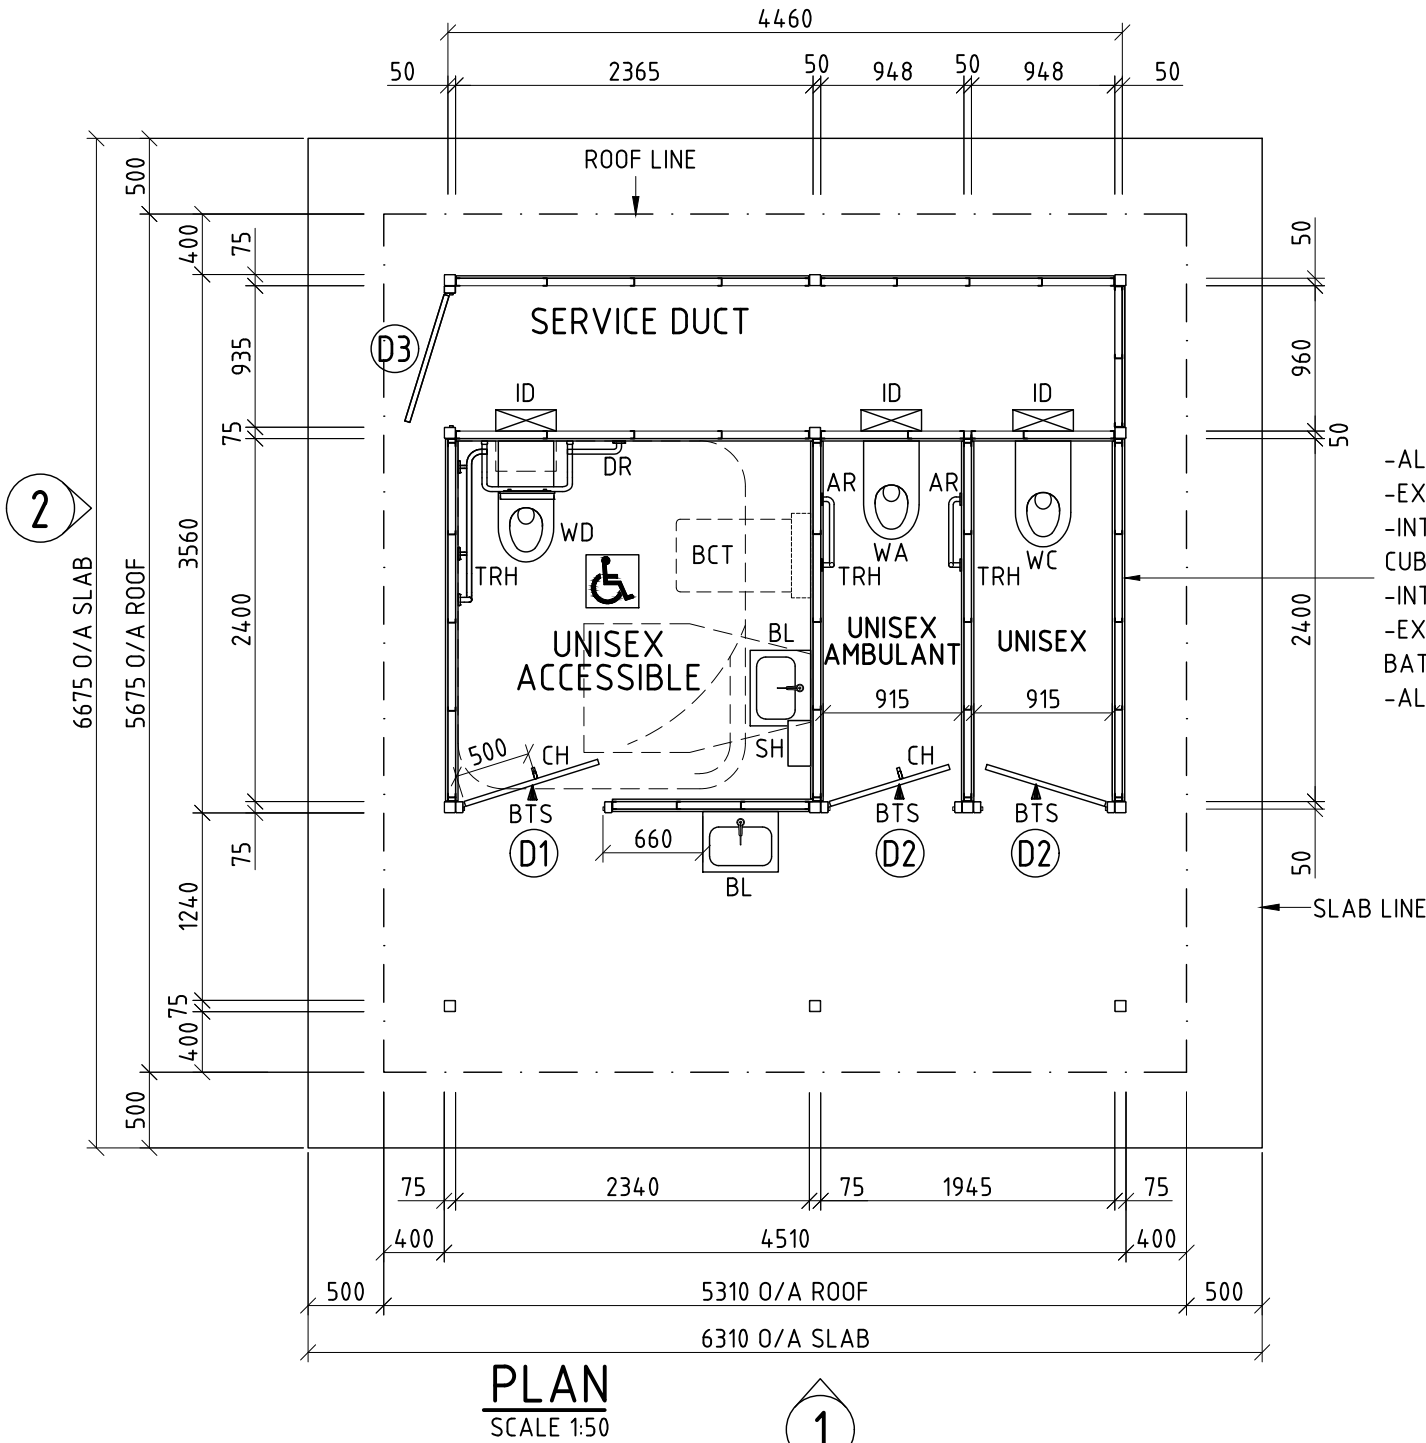 4460
50 2365 50 948 50 948 50
ROOF LINE
500
400
75
50
SERVICE DUCT
D3
935
960
ID ID ID
75
50
DR
AR AR
-AL
-EX
-INT
CUB
-INT
-EX
BAT
-AL
2
WD
BCT
WA
WC
TRH TRH TRH
6675 O/A SLAB
5675 O/A ROOF
3560
2400
2400
UNISEX
ACCESSIBLE
BL
UNISEX
AMBULANT
UNISEX
915 915
500
CH
SH
CH
BTS BTS BTS
D1 D2 D2
660
BL
75
50
1240
SLAB LINE
75
400
500
75 2340 75 1945 75
400 4510 400
500 5310 O/A ROOF 500
6310 O/A SLAB
PLAN
SCALE 1:50
1